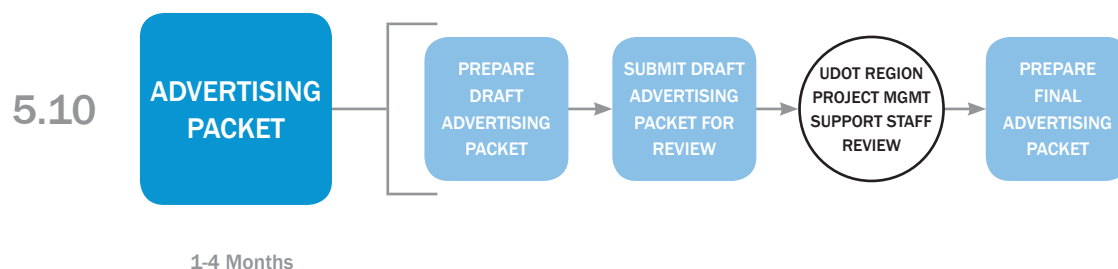 5.10
ADVERTISING
PACKET
PREPARE
DRAFT
ADVERTISING
PACKET
SUBMIT DRAFT
ADVERTISING
PACKET FOR
REVIEW
UDOT REGION
PROJECT MGMT
SUPPORT STAFF
REVIEW
PREPARE
FINAL
ADVERTISING
PACKET
1-4 Months